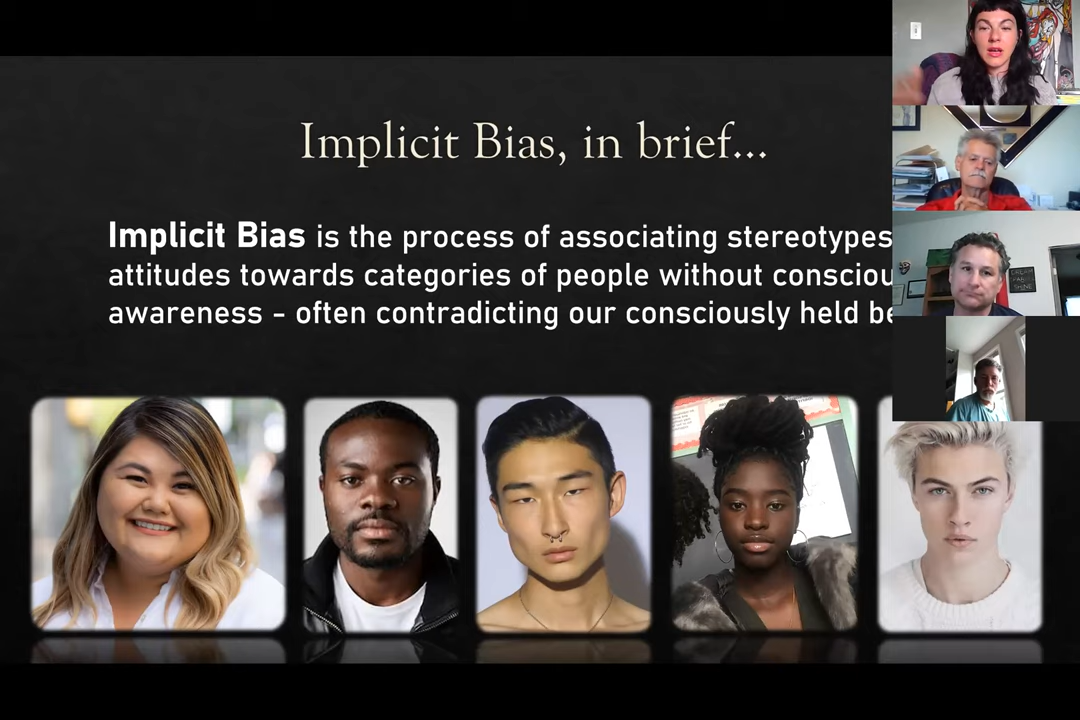 Implicit Bias, in brief...
Implicit Bias is the process of associating stereotypes
attitudes towards categories of people without
awareness - often contradicting our consciously held